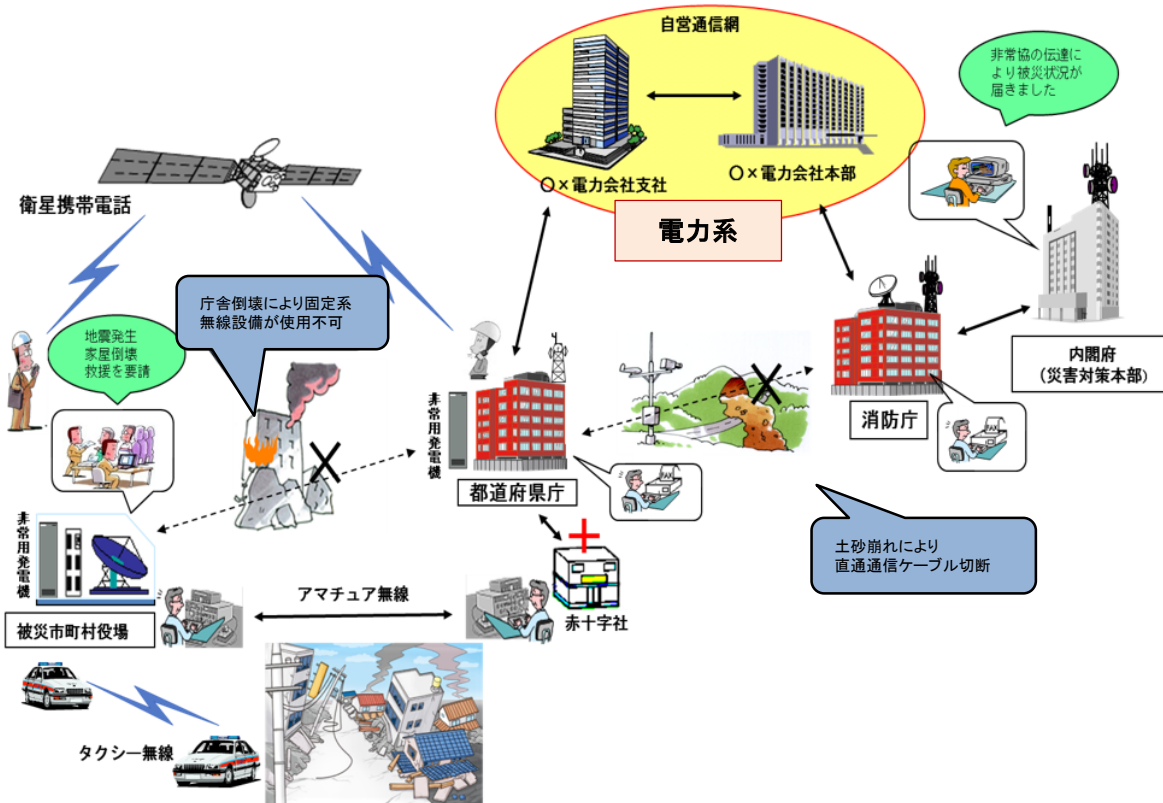 自営通信網
〇×電力会社支社
〇×電力会社本部
電力系
非常協の伝達に
より被災状況が
届きました
衛星携帯電話
庁舎倒壊により固定系
無線設備が使用不可
地震発生
家屋倒壊
救援を要請
内閣府
(災害対策本部)
消防庁
FAX
非常用発電機
都道府県庁
FAX
土砂崩れにより
直通通信ケーブル切断
非常用発電機
被災市町村役場
アマチュア無線
赤十字社
タクシー無線